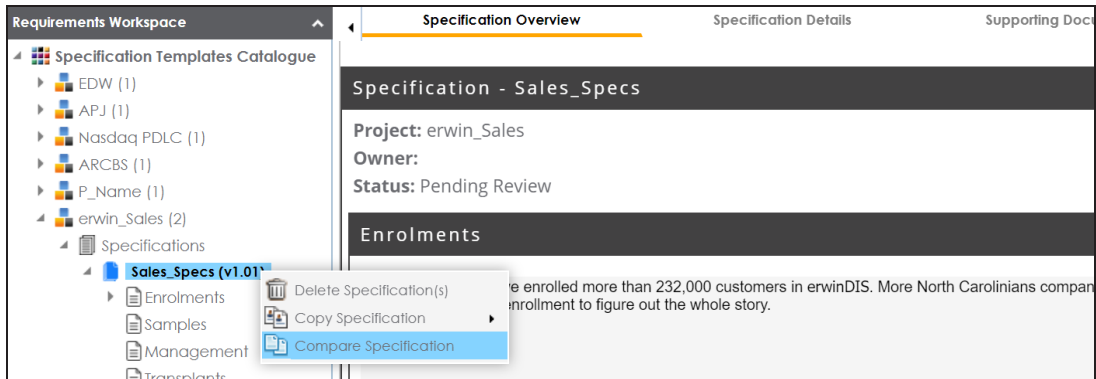 Requirements Workspace
Specification Templates Catalogue
EDW (1)
APJ (1)
Nasdaq PDLC (1)
ARCBS (1)
P_Name (1)
erwin_Sales (2)
Specifications
Sales_Specs (v1.01)
Enrolments
Samples
Management
Transplants
Delete Specification(s)
Copy Specification
Compare Specification
Specification Overview
Specification Details
Supporting
Specification - Sales_Specs
Project: erwin_Sales
Owner:
Status: Pending Review
Enrolments
enrolled more than 232,000 customers in erwinDIS. More North Carolinians
enrollment to figure out the whole story.